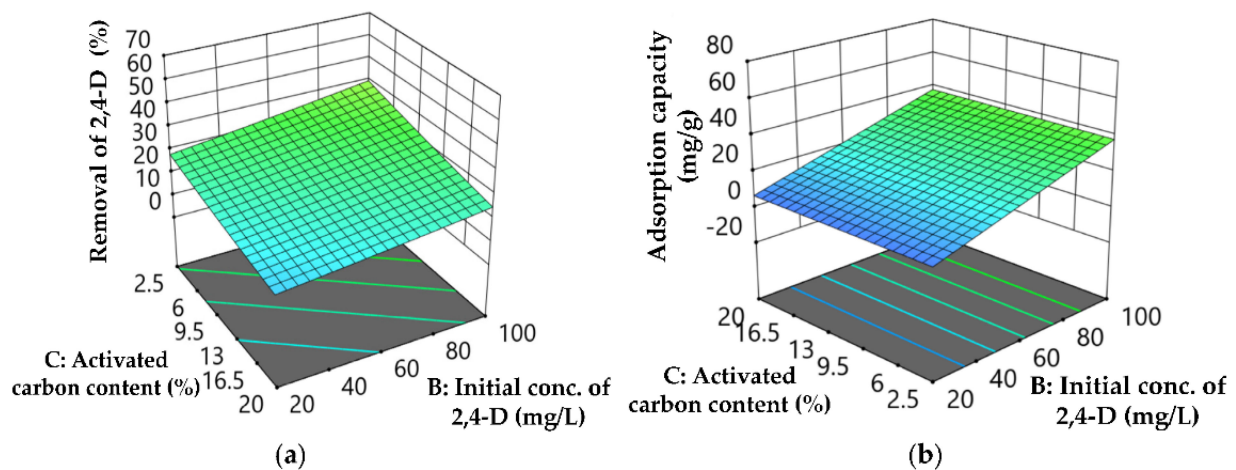 Removal of 2,4-D (%)
70
60
50
40
30
20
10
0
2.5
6
9.5
13
16.5
20
20
40
60
80
100
C: Activated
carbon content (%)
B: Initial conc. of
2,4-D (mg/L)
(a)
Adsorption capacity
(mg/g)
80
60
40
20
0
-20
20
16.5
13
9.5
6
2.5
20
40
60
80
100
C: Activated
carbon content (%)
B: Initial conc. of
2,4-D (mg/L)
(b)